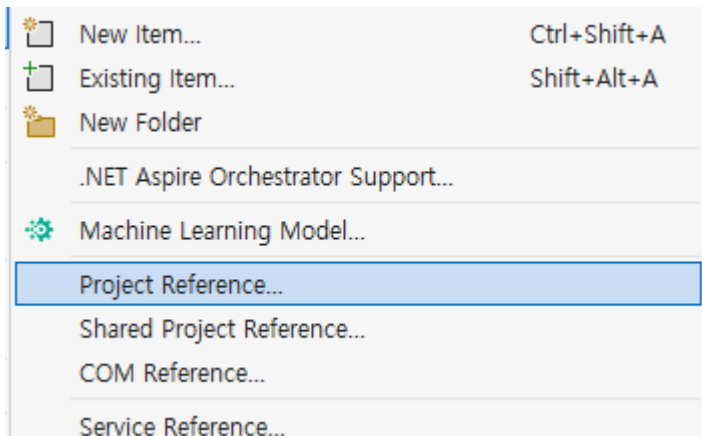 New Item... Ctrl+Shift+A
Existing Item... Shift+Alt+A
New Folder
.NET Aspire Orchestrator Support...
Machine Learning Model...
Project Reference...
Shared Project Reference...
COM Reference...
Service Reference...